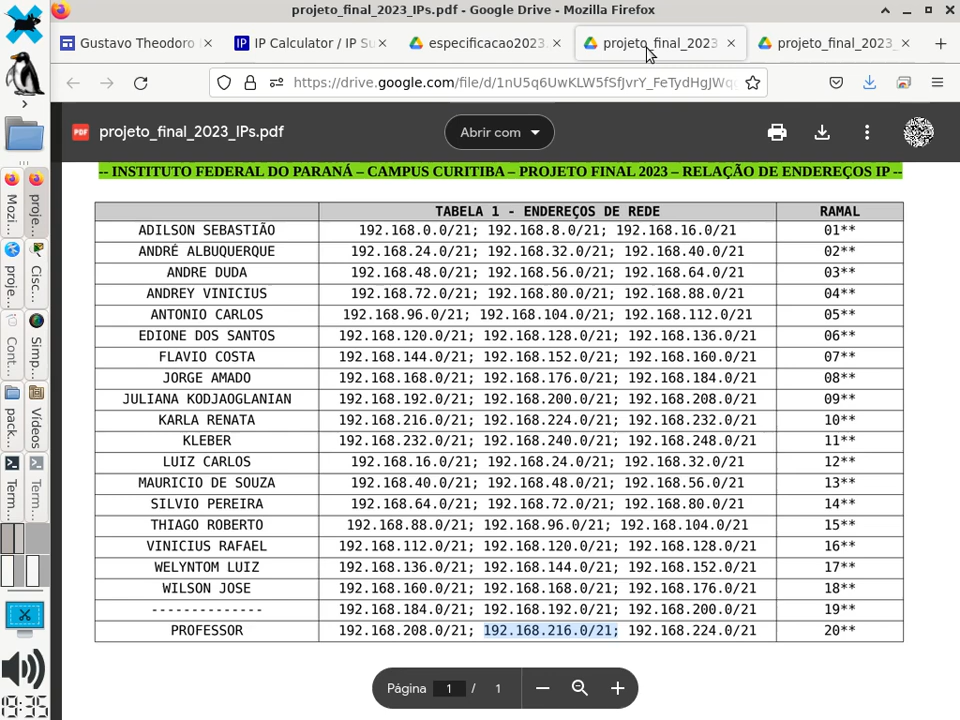 projeto_final_2023_IPs.pdf - Google Drive - Mozilla Firefox
Gustavo Theodoro
IP Calculator / IP Su
especificacao2023.
projeto_final_2023
projeto_final_2023_
https://drive.google.com/file/d/1nU5q6UwKLW5fSfJvrY_FeTydHgJWq
projeto_final_2023_IPs.pdf
Abrir com
-- INSTITUTO FEDERAL DO PARANÁ – CAMPUS CURITIBA – PROJETO FINAL 2023 – RELAÇÃO DE ENDEREÇOS IP --
TABELA 1 - ENDEREÇOS DE REDE RAMAL
ADILSON SEBASTIÃO 192.168.0.0/21; 192.168.8.0/21; 192.168.16.0/21 01**
ANDRÉ ALBUQUERQUE 192.168.24.0/21; 192.168.32.0/21; 192.168.40.0/21 02**
ANDRE DUDA 192.168.48.0/21; 192.168.56.0/21; 192.168.64.0/21 03**
ANDREY VINICIUS 192.168.72.0/21; 192.168.80.0/21; 192.168.88.0/21 04**
ANTONIO CARLOS 192.168.96.0/21; 192.168.104.0/21; 192.168.112.0/21 05**
EDIONE DOS SANTOS 192.168.120.0/21; 192.168.128.0/21; 192.168.136.0/21 06**
FLAVIO COSTA 192.168.144.0/21; 192.168.152.0/21; 192.168.160.0/21 07**
JORGE AMADO 192.168.168.0/21; 192.168.176.0/21; 192.168.184.0/21 08**
JULIANA KODJAOGLANIAN 192.168.192.0/21; 192.168.200.0/21; 192.168.208.0/21 09**
KARLA RENATA 192.168.216.0/21; 192.168.224.0/21; 192.168.232.0/21 10**
KLEBER 192.168.232.0/21; 192.168.240.0/21; 192.168.248.0/21 11**
LUIZ CARLOS 192.168.16.0/21; 192.168.24.0/21; 192.168.32.0/21 12**
MAURICIO DE SOUZA 192.168.40.0/21; 192.168.48.0/21; 192.168.56.0/21 13**
SILVIO PEREIRA 192.168.64.0/21; 192.168.72.0/21; 192.168.80.0/21 14**
THIAGO ROBERTO 192.168.88.0/21; 192.168.96.0/21; 192.168.104.0/21 15**
VINICIUS RAFAEL 192.168.112.0/21; 192.168.120.0/21; 192.168.128.0/21 16**
WELYNTOM LUIZ 192.168.136.0/21; 192.168.144.0/21; 192.168.152.0/21 17**
WILSON JOSE 192.168.160.0/21; 192.168.168.0/21; 192.168.176.0/21 18**
-------------- 192.168.184.0/21; 192.168.192.0/21; 192.168.200.0/21 19**
PROFESSOR 192.168.208.0/21; 192.168.216.0/21; 192.168.224.0/21 20**
Página 1 / 1
Mozi...
proje...
proje...
Cisc...
Cont...
Simp...
pack...
Vídeos
Term...
Term...
19:35
PDF
IP